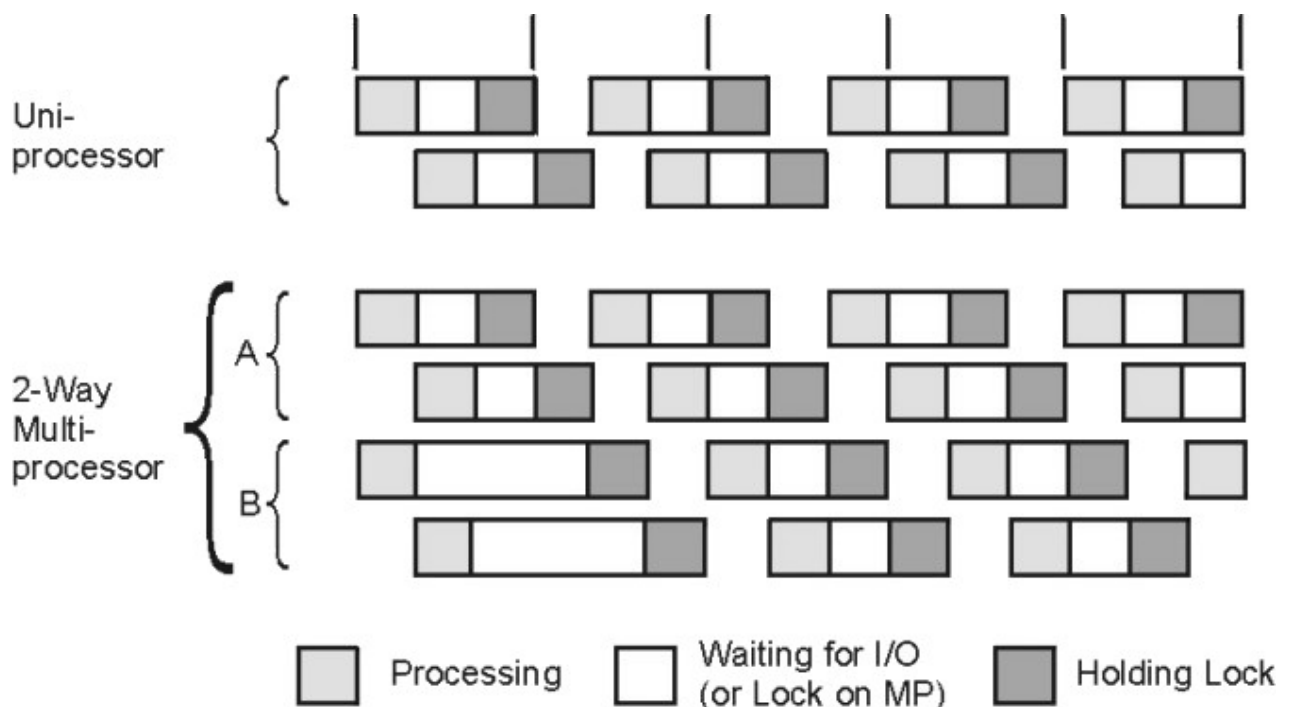 Uni-
processor
2-Way
Multi-
processor
A
B
Processing
Waiting for I/O
(or Lock on MP)
Holding Lock